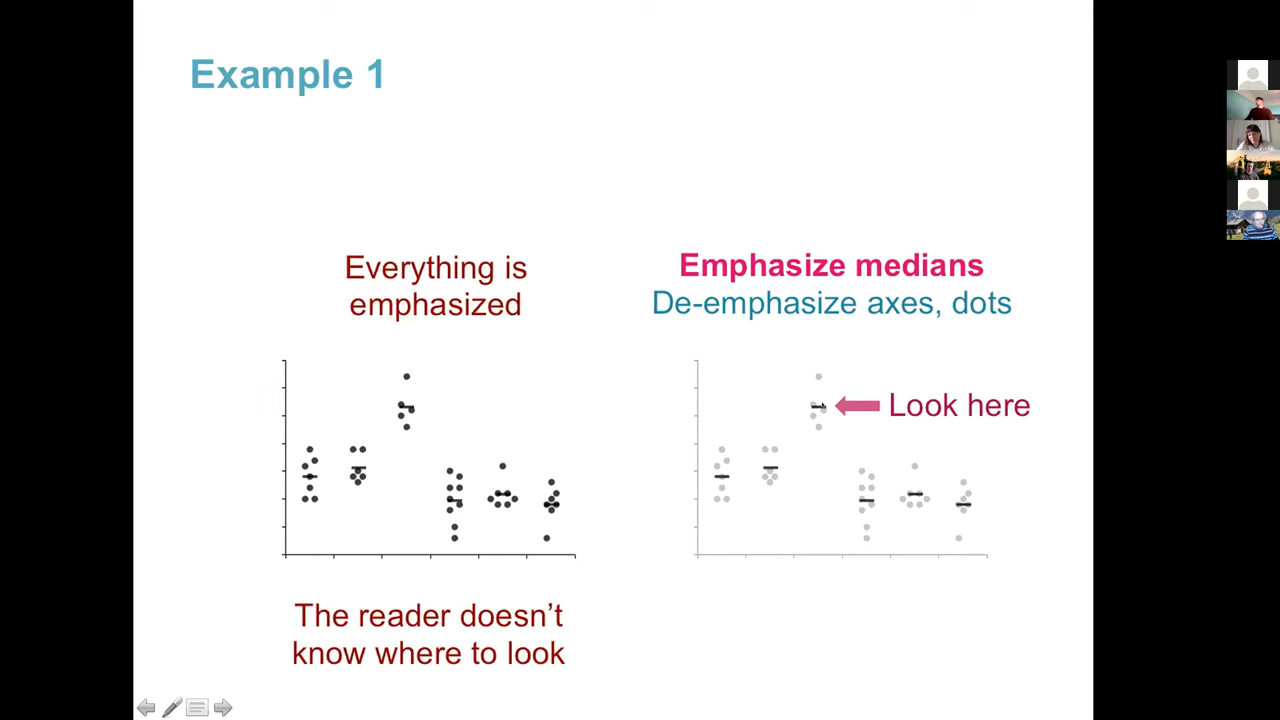 Example 1
Everything is
emphasized
The reader doesn’t
know where to look
Emphasize medians
De-emphasize axes, dots
Look here